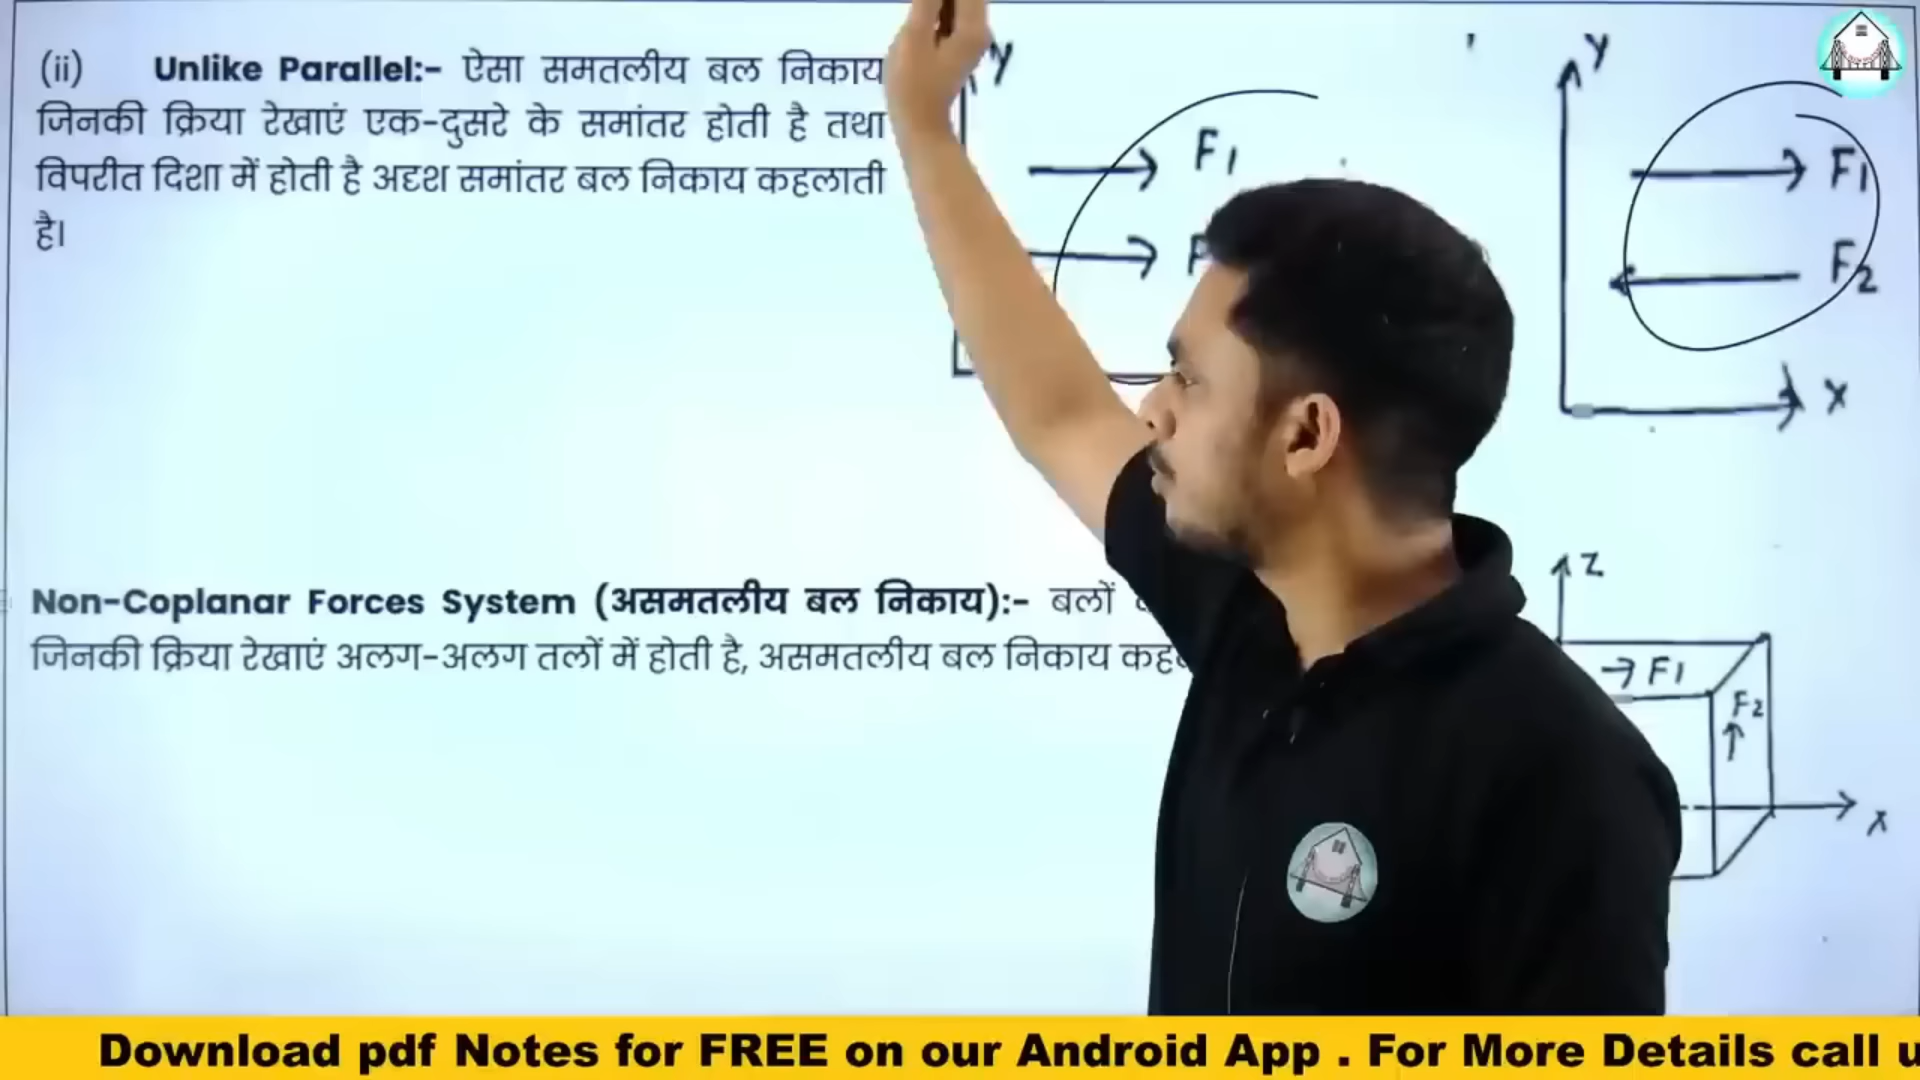 (ii) Unlike Parallel:- ऐसा समतलीय बल निकाय
जिनकी क्रिया रेखाएं एक-दुसरे के समांतर होती है तथा
विपरीत दिशा में होती है अदृश समांतर बल निकाय कहलाती
है।
y
F1
Y
F1
F2
X
Non-Coplanar Forces System (असमतलीय बल निकाय):- बलों
जिनकी क्रिया रेखाएं अलग-अलग तलों में होती है, असमतलीय बल निकाय
Z
F1
F2
X
Download pdf Notes for FREE on our Android App . For More Details call